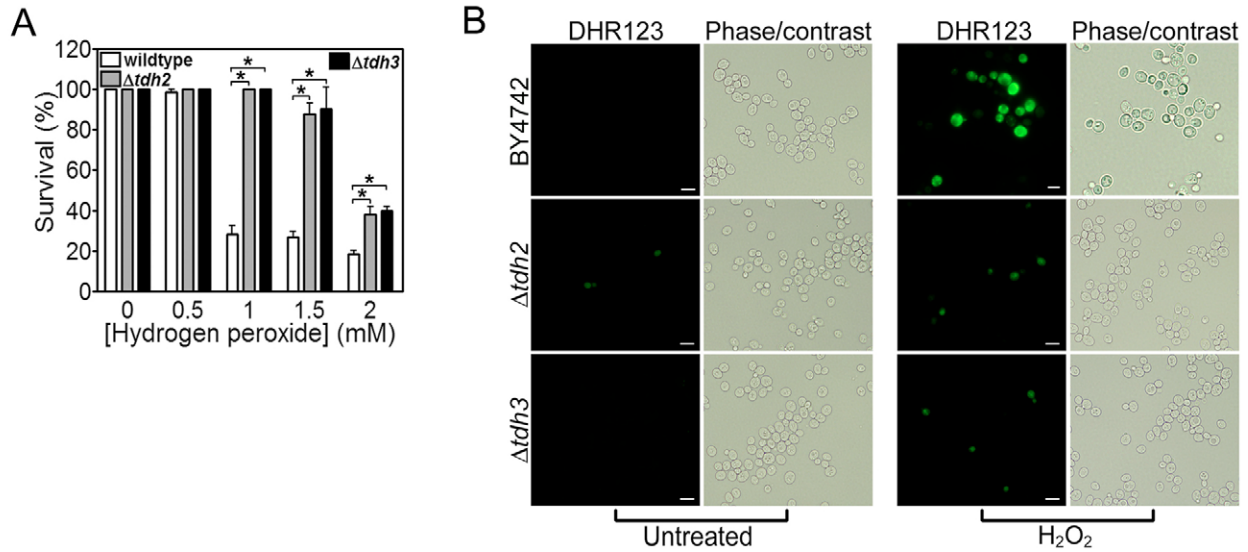 A
120
100
80
60
40
20
0
Survival (%)
wildtype
Δtdh2
Δtdh3
* *
* *
* *
0 0.5 1 1.5 2
[Hydrogen peroxide] (mM)
B
DHR123 Phase/contrast DHR123 Phase/contrast
BY4742
Δtdh2
Δtdh3
Untreated H₂O₂